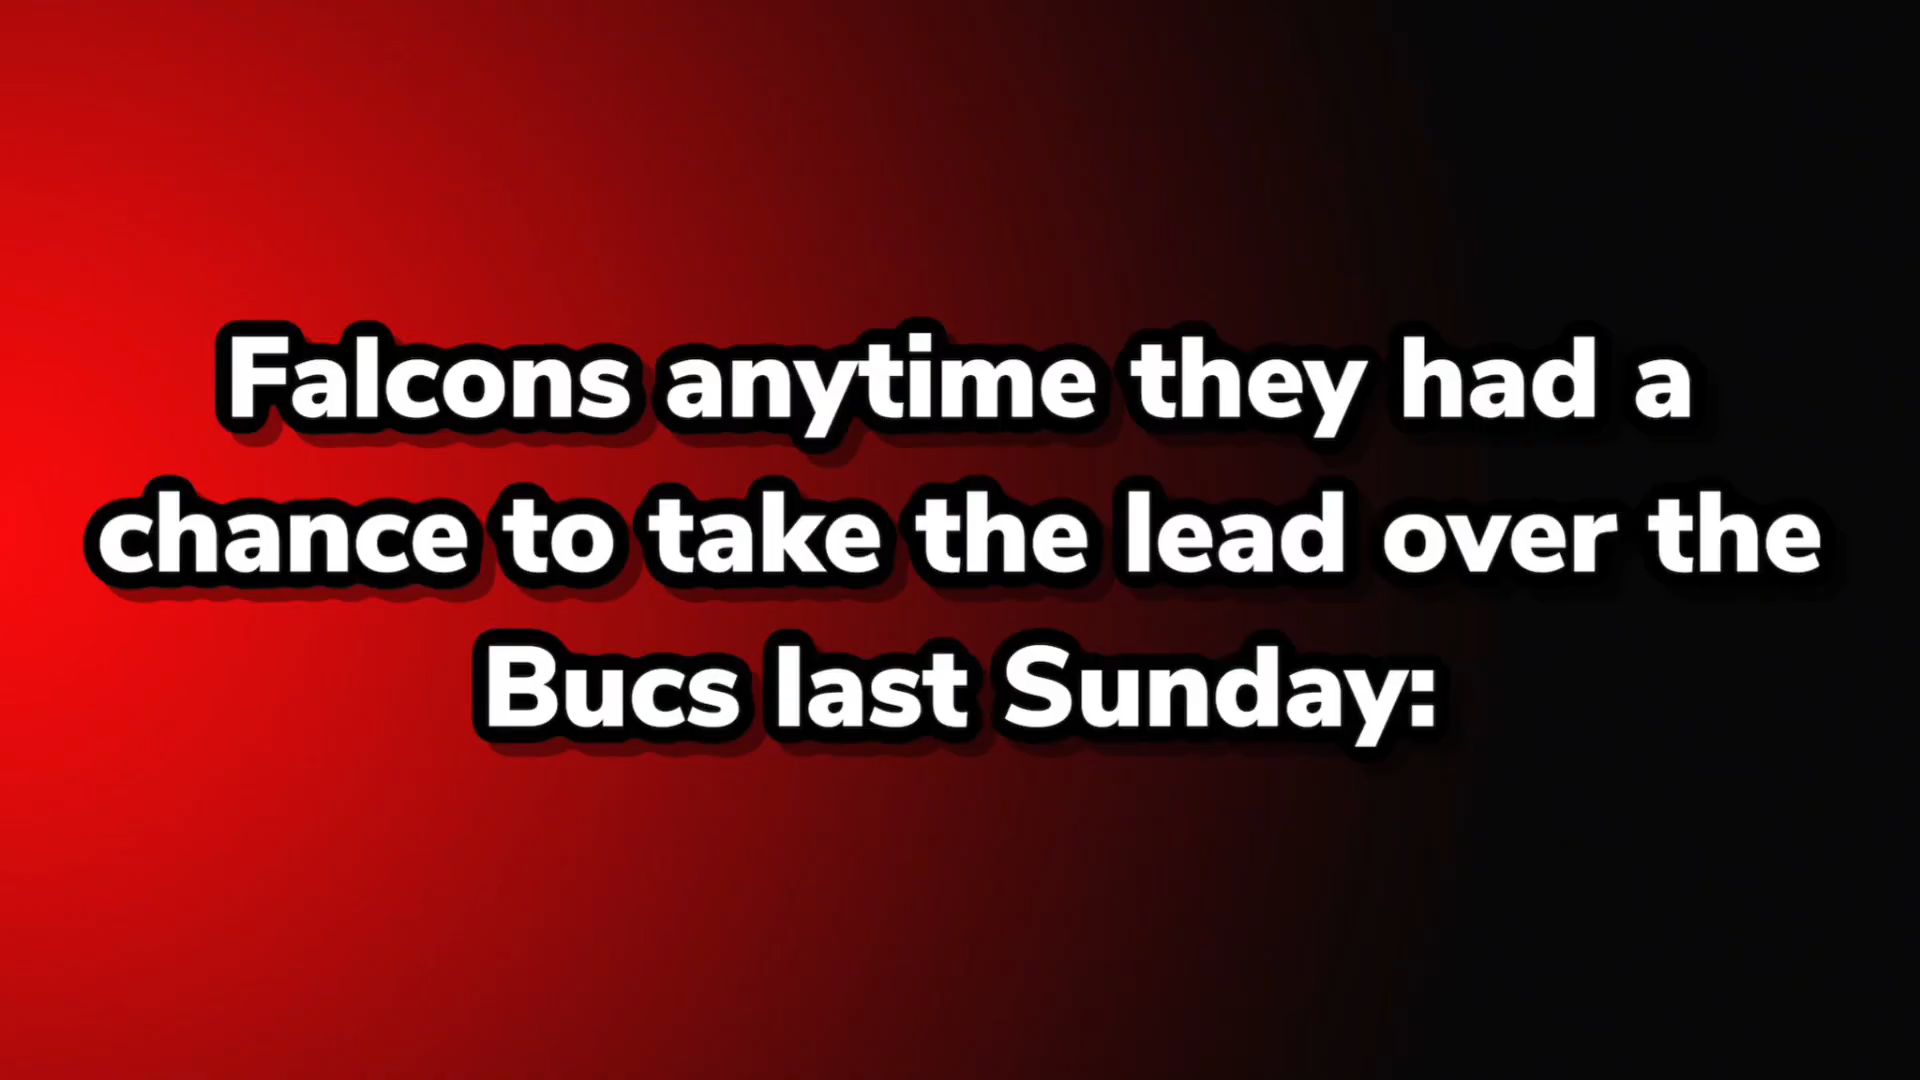 Falcons anytime they had a
chance to take the lead over the
Bucs last Sunday: